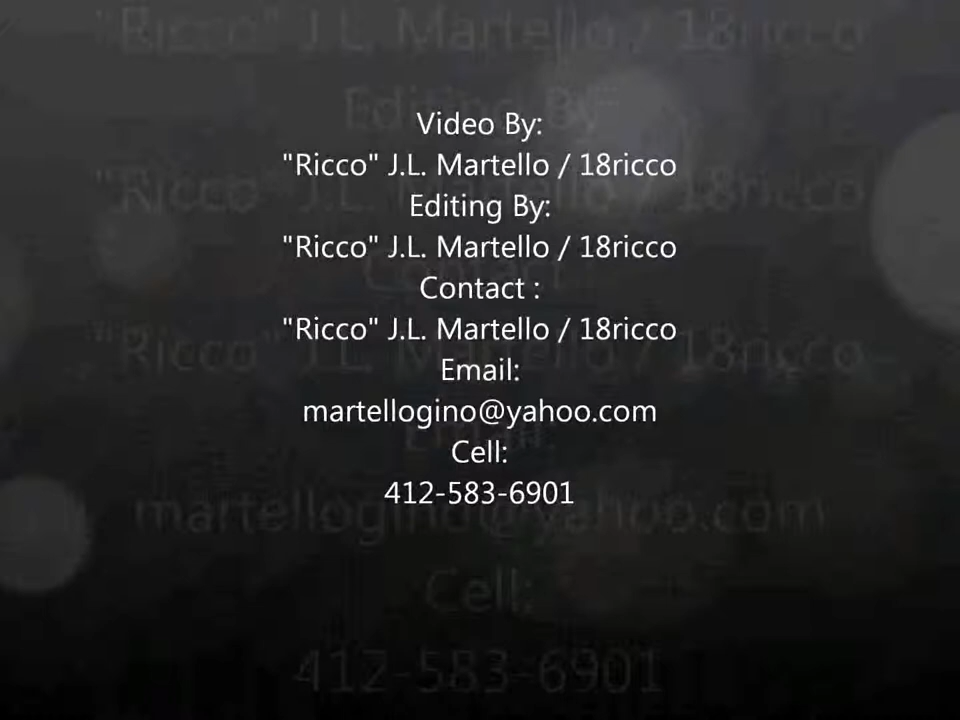 Video By:
"Ricco" J.L. Martello / 18ricco
Editing By:
"Ricco" J.L. Martello / 18ricco
Contact :
"Ricco" J.L. Martello / 18ricco
Email:
martellogino@yahoo.com
Cell:
412-583-6901